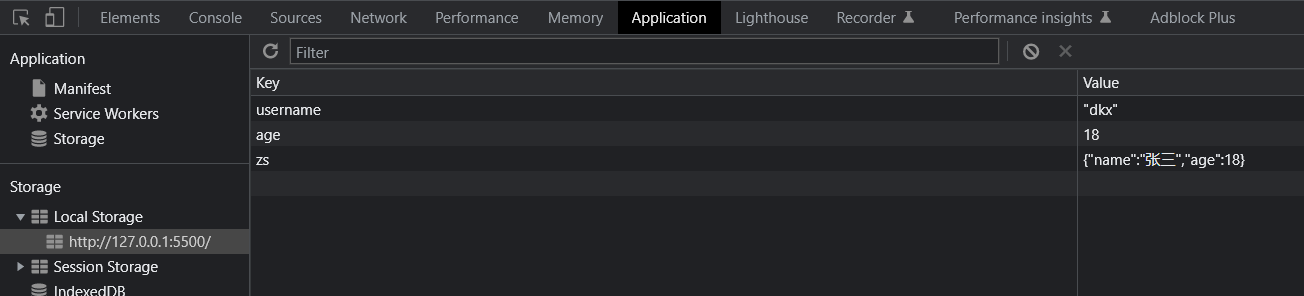 Elements Console Sources Network Performance Memory Application Lighthouse Recorder Performance insights Adblock Plus
Application
Manifest
Service Workers
Storage
Storage
Local Storage
http://127.0.0.1:5500/
Session Storage
IndexedDB
Filter
Key Value
username "dkx"
age 18
zs {"name":"张三","age":18}